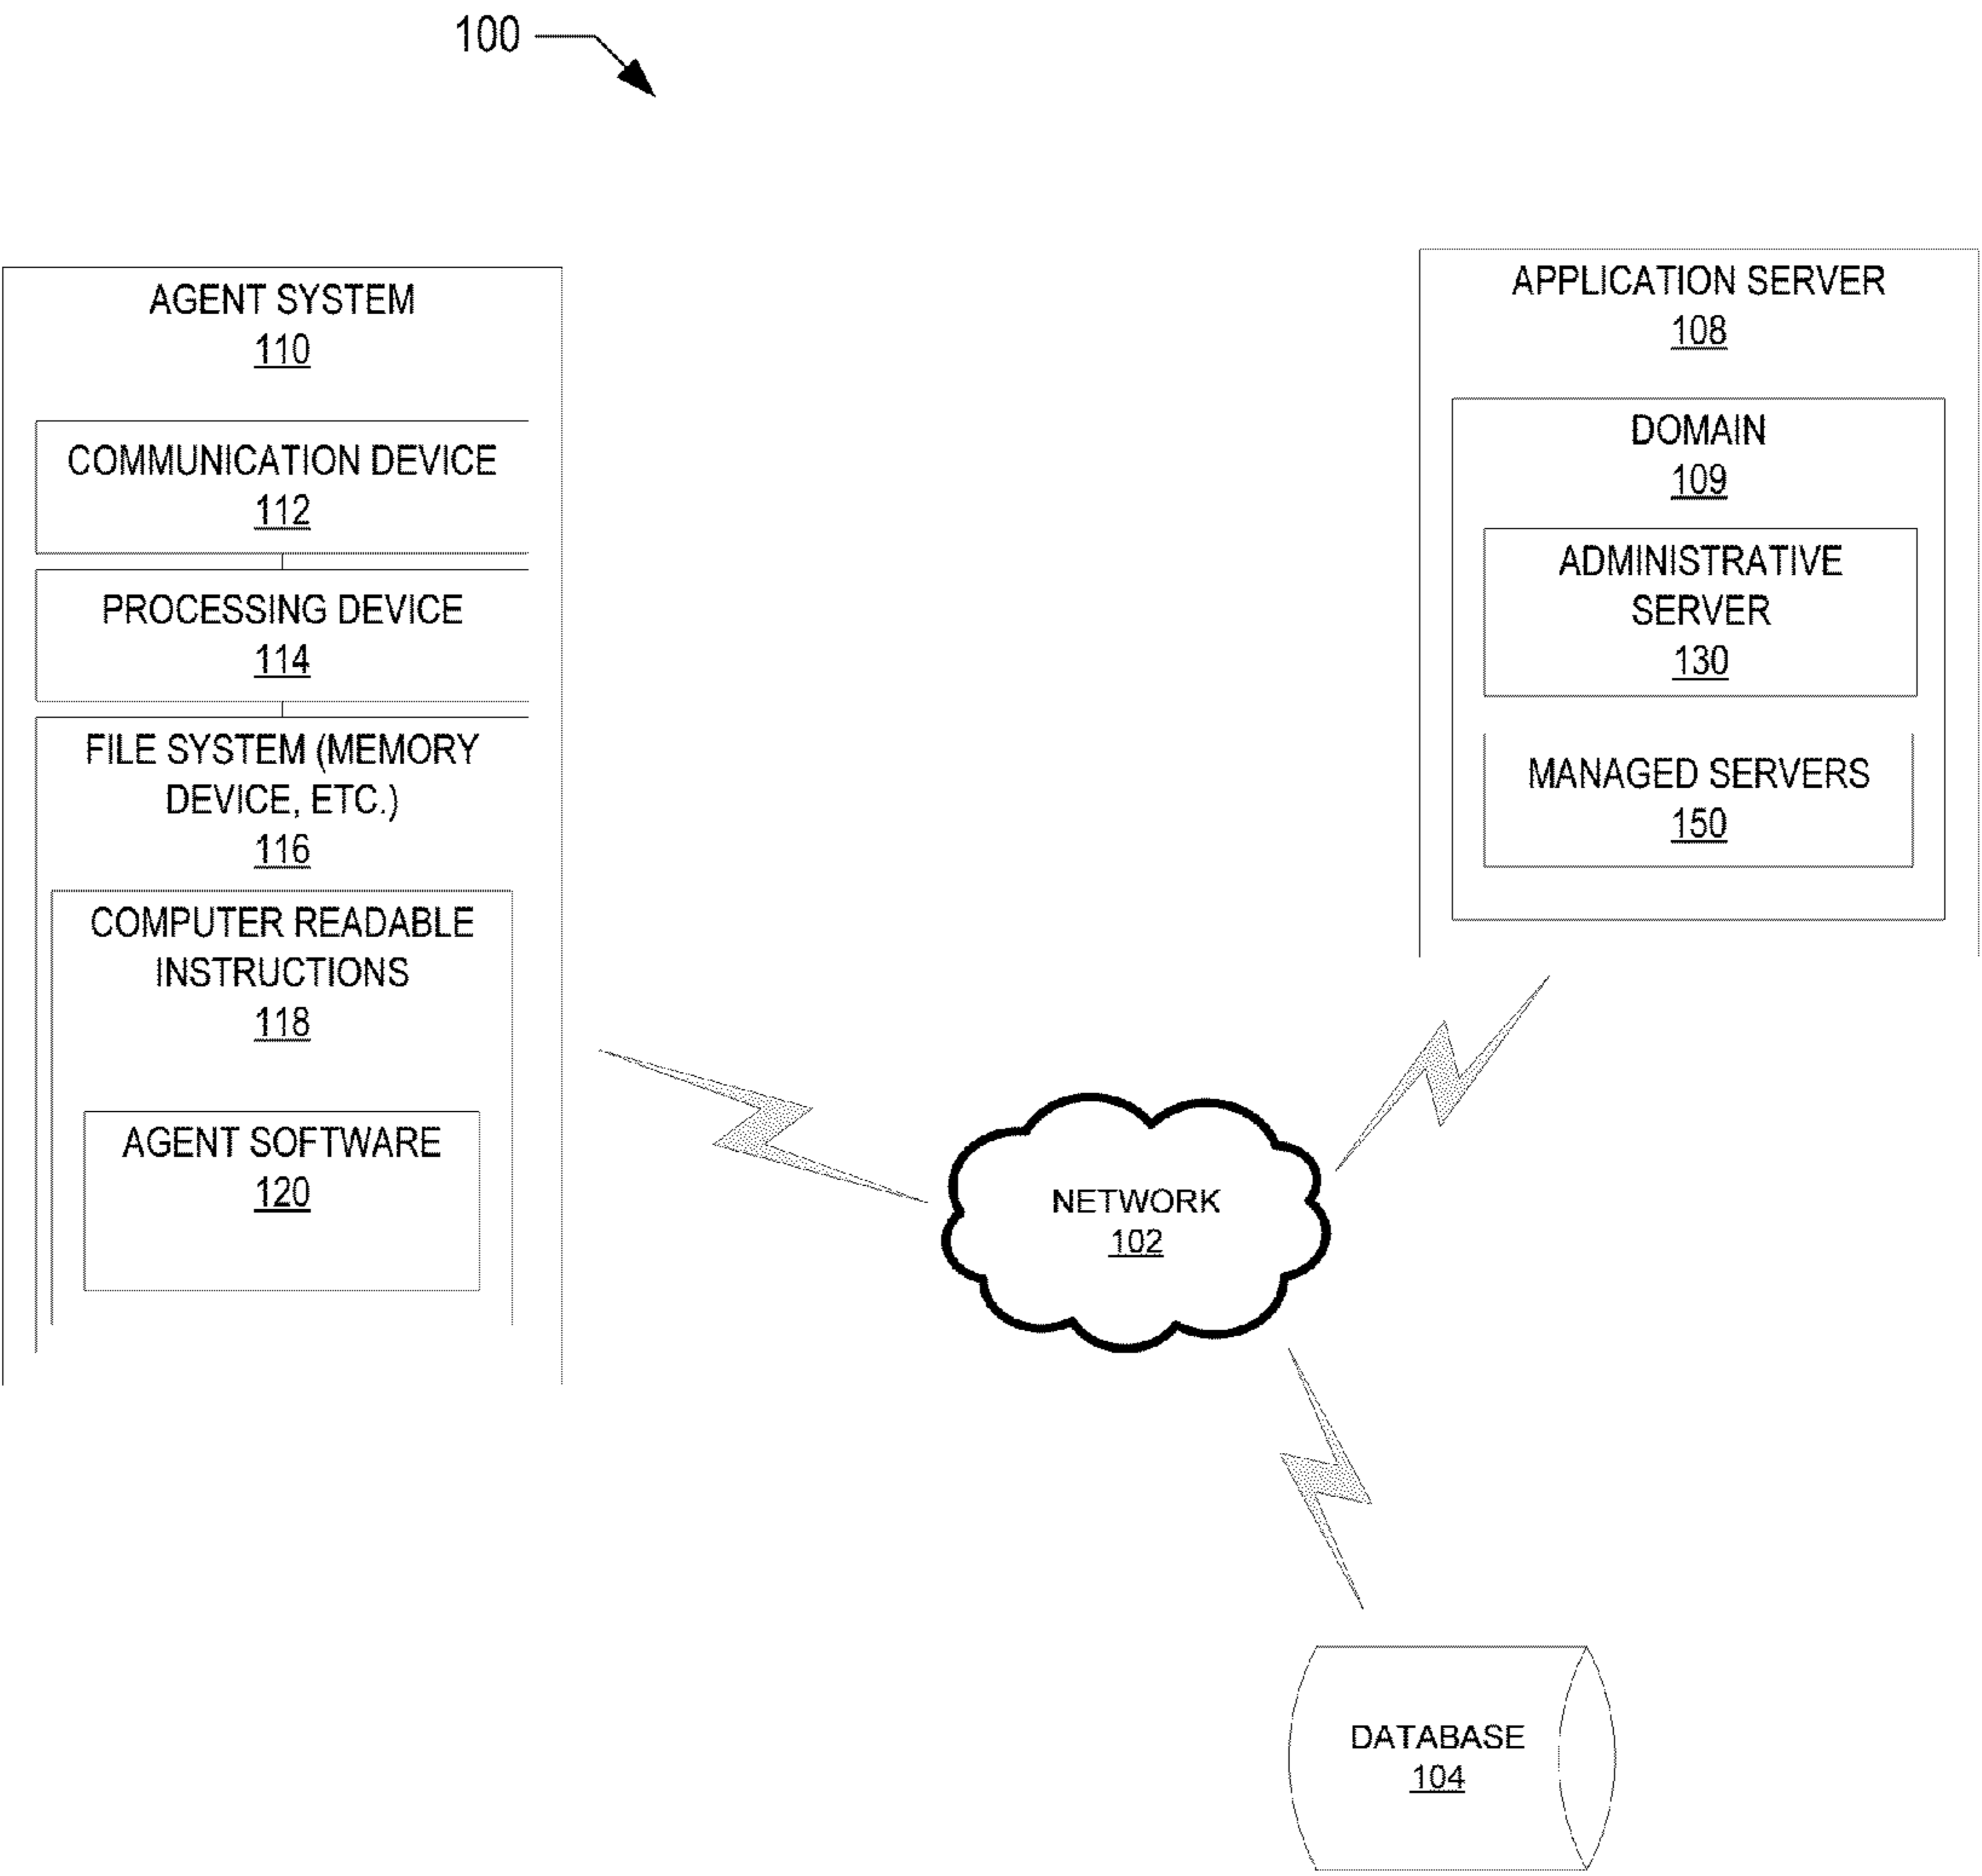 100
AGENT SYSTEM
110
COMMUNICATION DEVICE
112
PROCESSING DEVICE
114
FILE SYSTEM (MEMORY
DEVICE, ETC.)
116
COMPUTER READABLE
INSTRUCTIONS
118
AGENT SOFTWARE
120
APPLICATION SERVER
108
DOMAIN
109
ADMINISTRATIVE
SERVER
130
MANAGED SERVERS
150
NETWORK
102
DATABASE
104